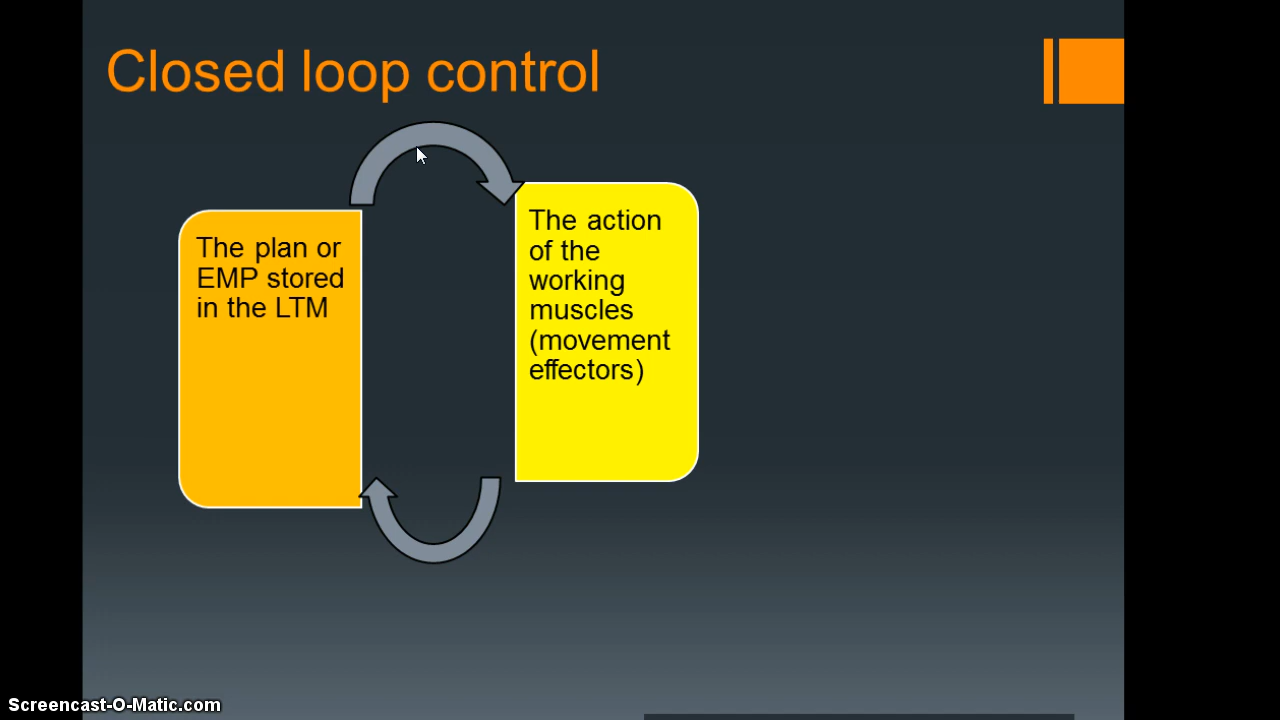 Closed loop control
The plan or
EMP stored
in the LTM
The action
of the
working
muscles
(movement
effectors)
Screencast-O-Matic.com